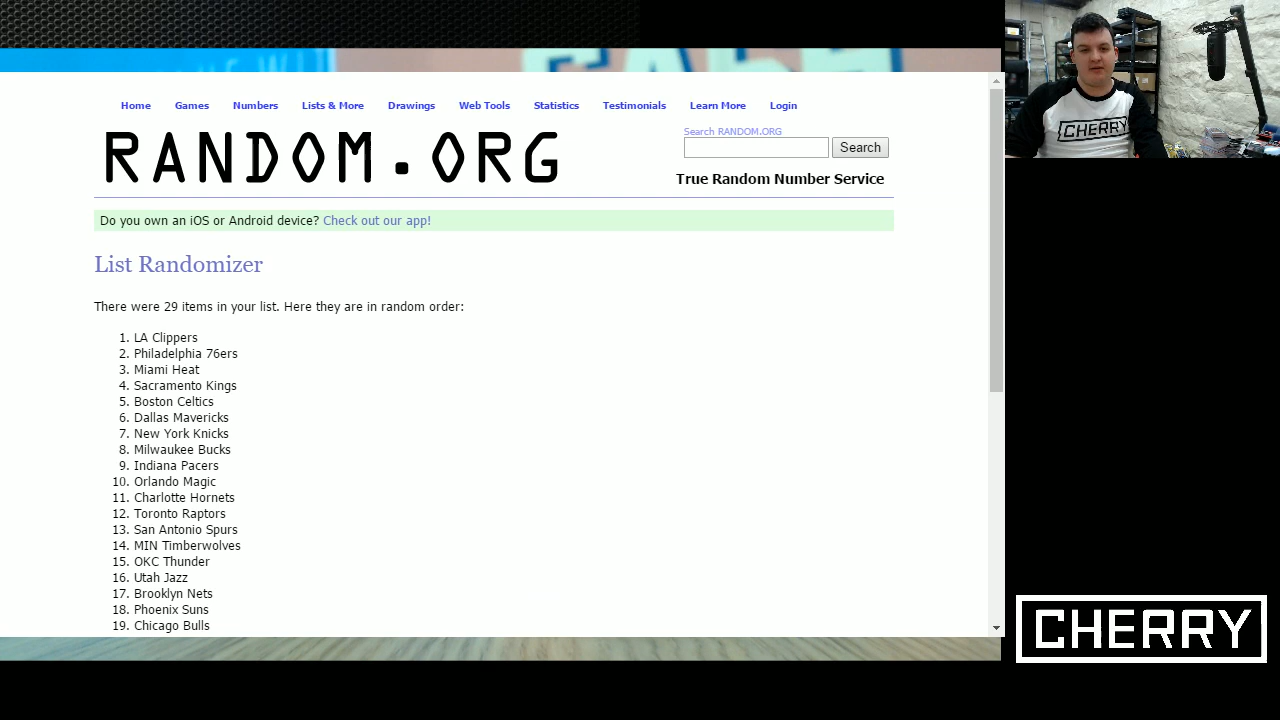 Home Games Numbers Lists & More Drawings Web Tools Statistics Testimonials Learn More Login
RANDOM.ORG
Search RANDOM.ORG
Search
True Random Number Service
Do you own an iOS or Android device? Check out our app!
List Randomizer
There were 29 items in your list. Here they are in random order:
1. LA Clippers
2. Philadelphia 76ers
3. Miami Heat
4. Sacramento Kings
5. Boston Celtics
6. Dallas Mavericks
7. New York Knicks
8. Milwaukee Bucks
9. Indiana Pacers
10. Orlando Magic
11. Charlotte Hornets
12. Toronto Raptors
13. San Antonio Spurs
14. MIN Timberwolves
15. OKC Thunder
16. Utah Jazz
17. Brooklyn Nets
18. Phoenix Suns
19. Chicago Bulls
CHERRY
CHERRY